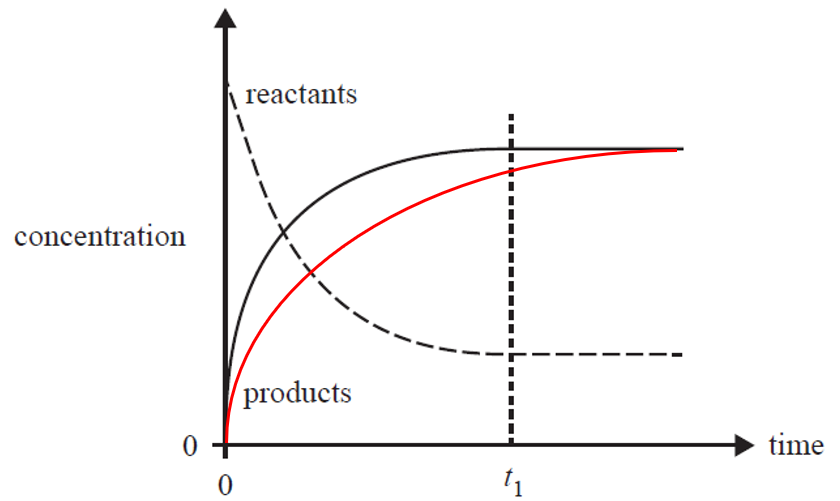 reactants
concentration
products
0
time
0
t1